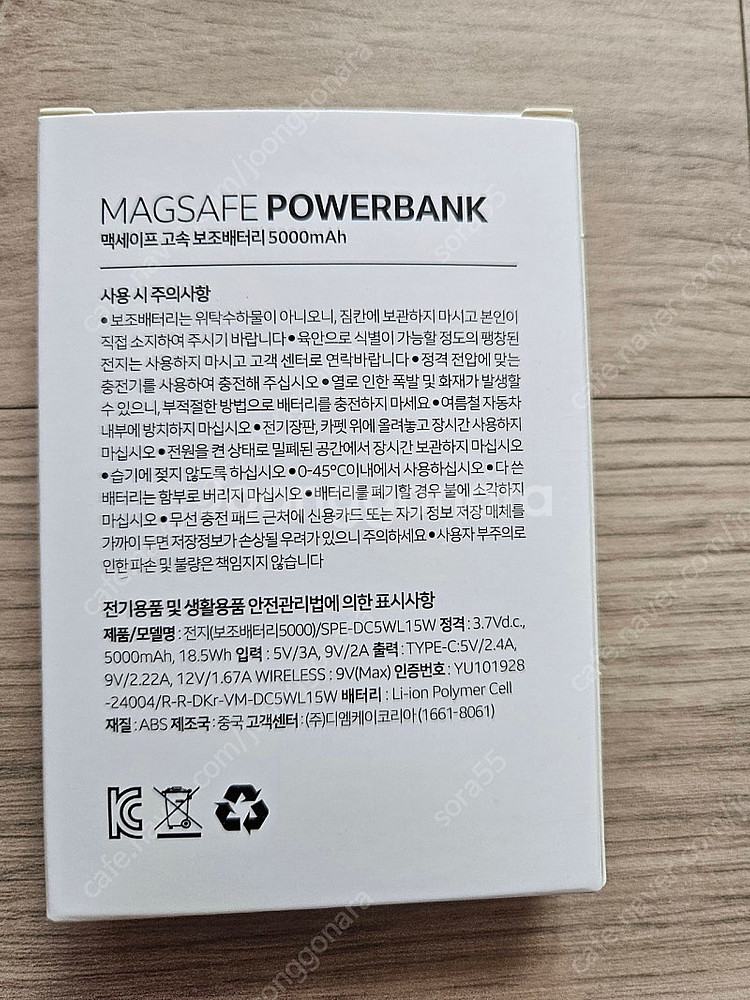 MAGSAFE POWERBANK
맥세이프 고속 보조배터리 5000mAh
사용 시 주의사항
●보조배터리는 위탁수하물이 아니오니, 짐칸에 보관하지 마시고 본인이
직접 소지하여 주시기 바랍니다●육안으로 식별이 가능할 정도의 팽창된
전지는 사용하지 마시고 고객 센터로 연락바랍니다●정격 전압에 맞는
충전기를 사용하여 충전해 주십시오●열로 인한 폭발 및 화재가 발생할
수 있으니, 부적절한 방법으로 배터리를 충전하지 마세요●여름철 자동차
내부에 방치하지 마십시오●전기장판, 카펫 위에 올려놓고 장시간 사용하지
마십시오●전원을 켠 상태로 밀폐된 공간에서 장시간 보관하지 마십시오
●습기에 젖지 않도록 하십시오●0-45°C이내에서 사용하십시오●다 쓴
배터리는 함부로 버리지 마십시오●배터리를 폐기할 경우 불에 소각하지
마십시오●무선 충전 패드 근처에 신용카드 또는 자기 정보 저장 매체를
가까이 두면 저장정보가 손상될 우려가 있으니 주의하세요●사용자 부주의로
인한 파손 및 불량은 책임지지 않습니다
전기용품 및 생활용품 안전관리법에 의한 표시사항
제품/모델명 : 전지(보조배터리5000)/SPE-DC5WL15W 정격 : 3.7Vd.c.,
5000mAh, 18.5Wh 입력 : 5V/3A, 9V/2A 출력 : TYPE-C:5V/2.4A,
9V/2.22A, 12V/1.67A WIRELESS : 9V(Max) 인증번호 : YU101928
-24004/R-R-DKr-VM-DC5WL15W 배터리 : Li-ion Polymer Cell
재질 : ABS 제조국 : 중국 고객센터 : (주)디엠케이코리아 (1661-8061)
cafe.naver.com/joonggonara
sora55